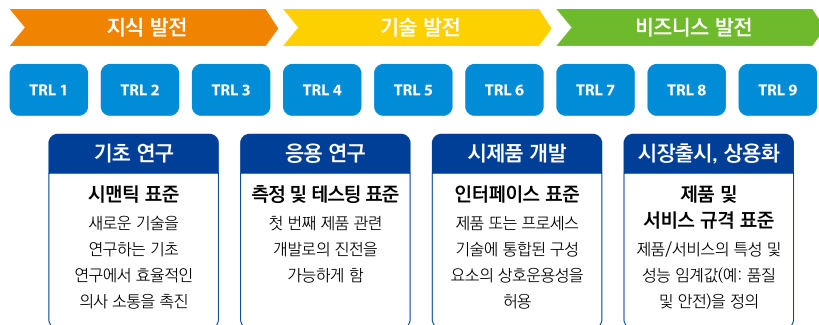 지식 발전
기술 발전
비즈니스 발전
TRL 1
TRL 2
TRL 3
TRL 4
TRL 5
TRL 6
TRL 7
TRL 8
TRL 9
기초 연구
시맨틱 표준
새로운 기술을
연구하는 기초
연구에서 효율적인
의사 소통을 촉진
응용 연구
측정 및 테스팅 표준
첫 번째 제품 관련
개발로의 진전을
가능하게 함
시제품 개발
인터페이스 표준
제품 또는 프로세스
기술에 통합된 구성
요소의 상호운용성을
허용
시장출시, 상용화
제품 및
서비스 규격 표준
제품/서비스의 특성 및
성능 임계값(예: 품질
및 안전)을 정의